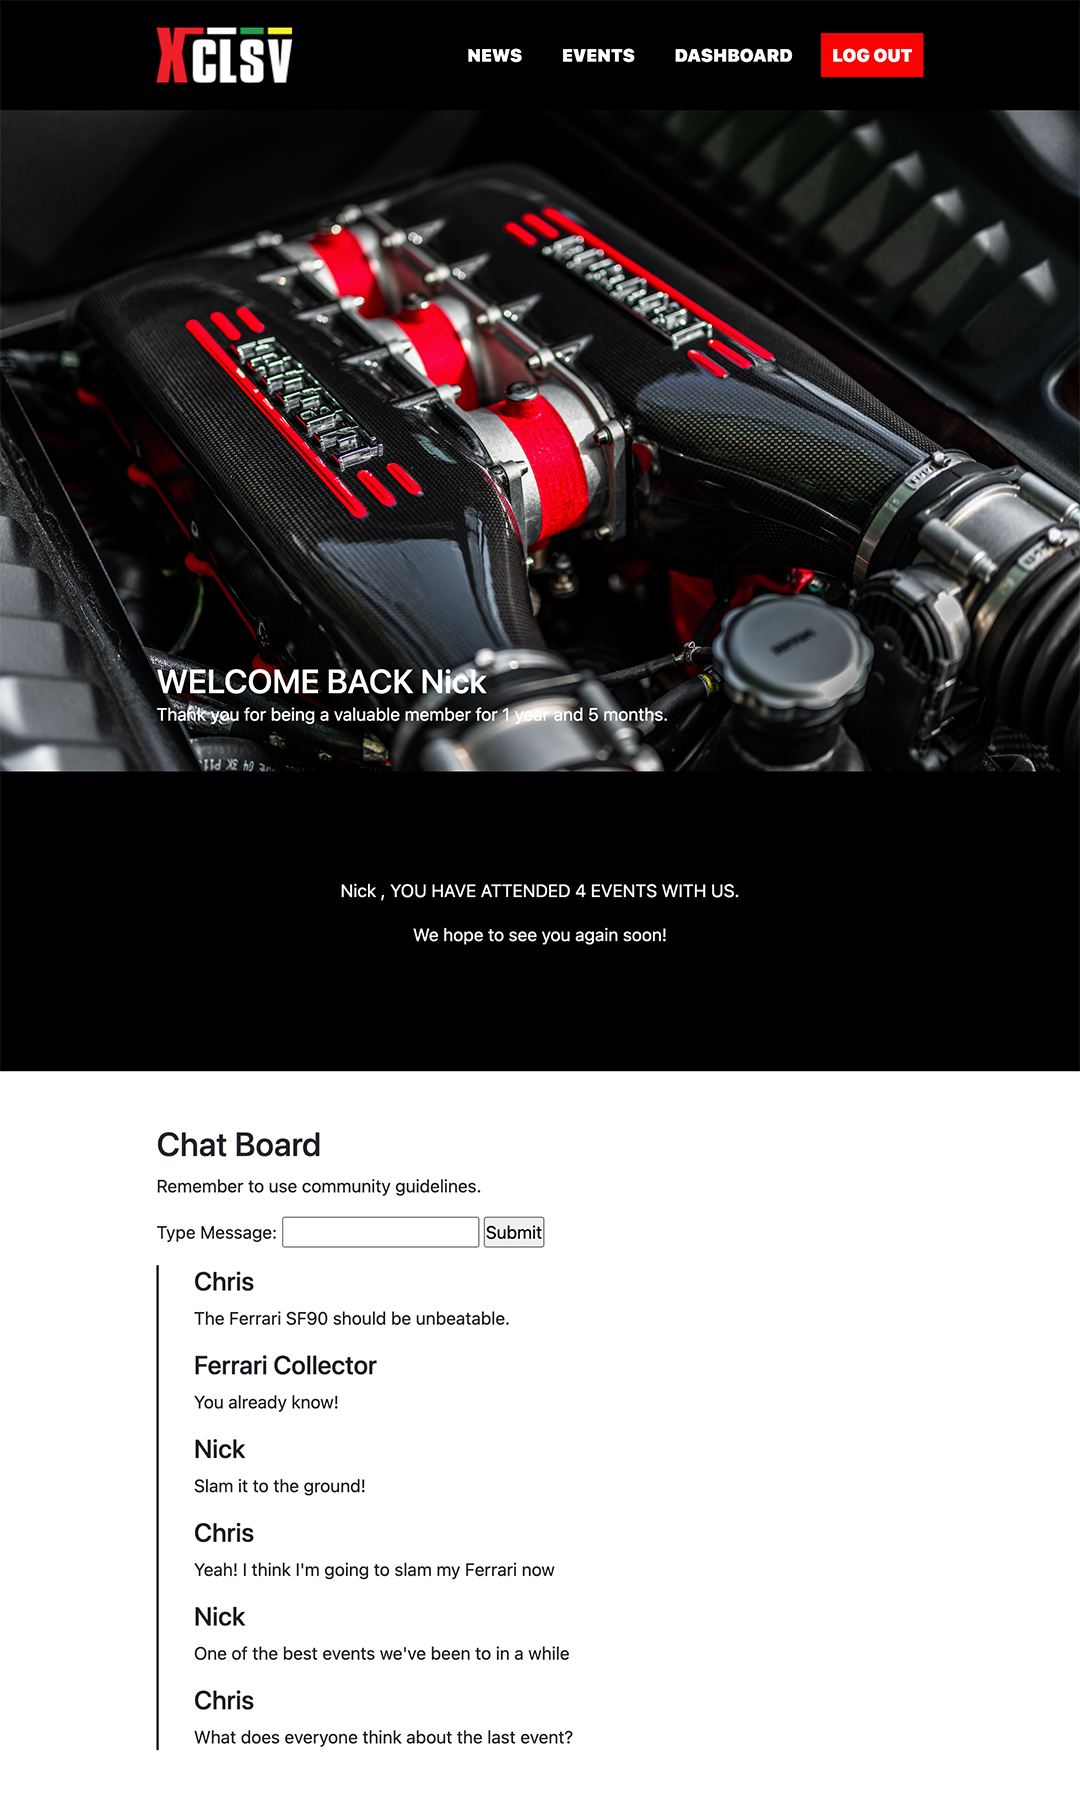 XCLSV
NEWS
EVENTS
DASHBOARD
LOG OUT
WELCOME BACK Nick
Thank you for being a valuable member for 1 year and 5 months.
Nick , YOU HAVE ATTENDED 4 EVENTS WITH US.
We hope to see you again soon!
Chat Board
Remember to use community guidelines.
Type Message:
Submit
Chris
The Ferrari SF90 should be unbeatable.
Ferrari Collector
You already know!
Nick
Slam it to the ground!
Chris
Yeah! I think I'm going to slam my Ferrari now
Nick
One of the best events we've been to in a while
Chris
What does everyone think about the last event?